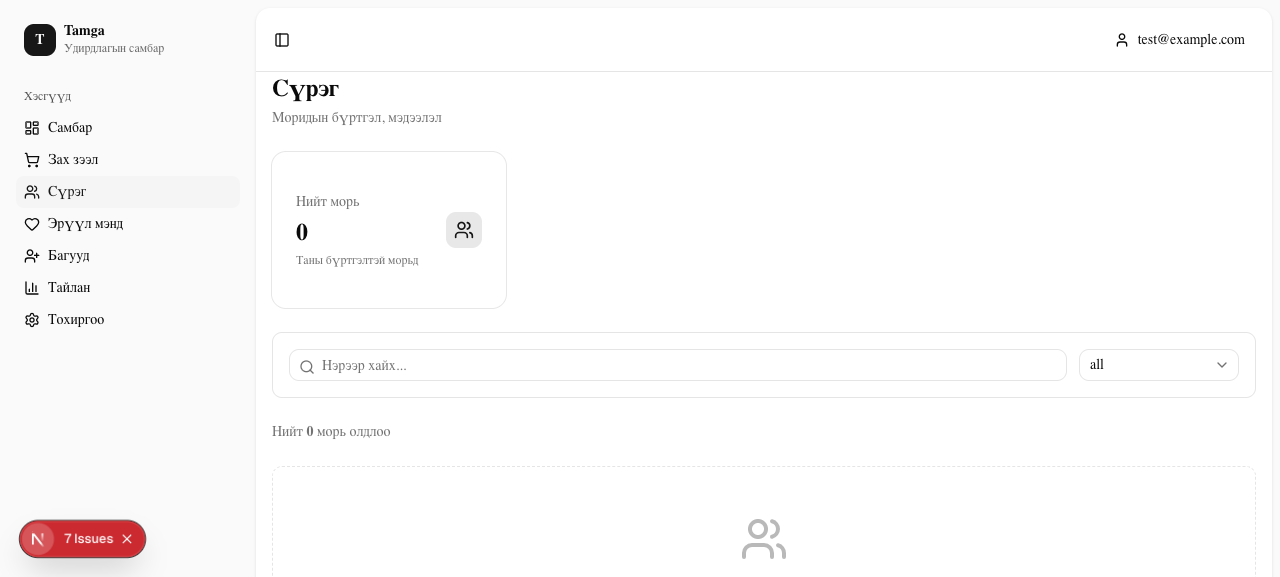 T
Tamga
Удирдлагын самбар
Хэсгүүд
Самбар
Зах зээл
Сүрэг
Эрүүл мэнд
Багууд
Тайлан
Тохиргоо
N 7 Issues
test@example.com
Сүрэг
Моридын бүртгэл, мэдээлэл
Нийт морь
0
Таны бүртгэлтэй морьд
Нэрээр хайх...
all
Нийт 0 морь олдлоо